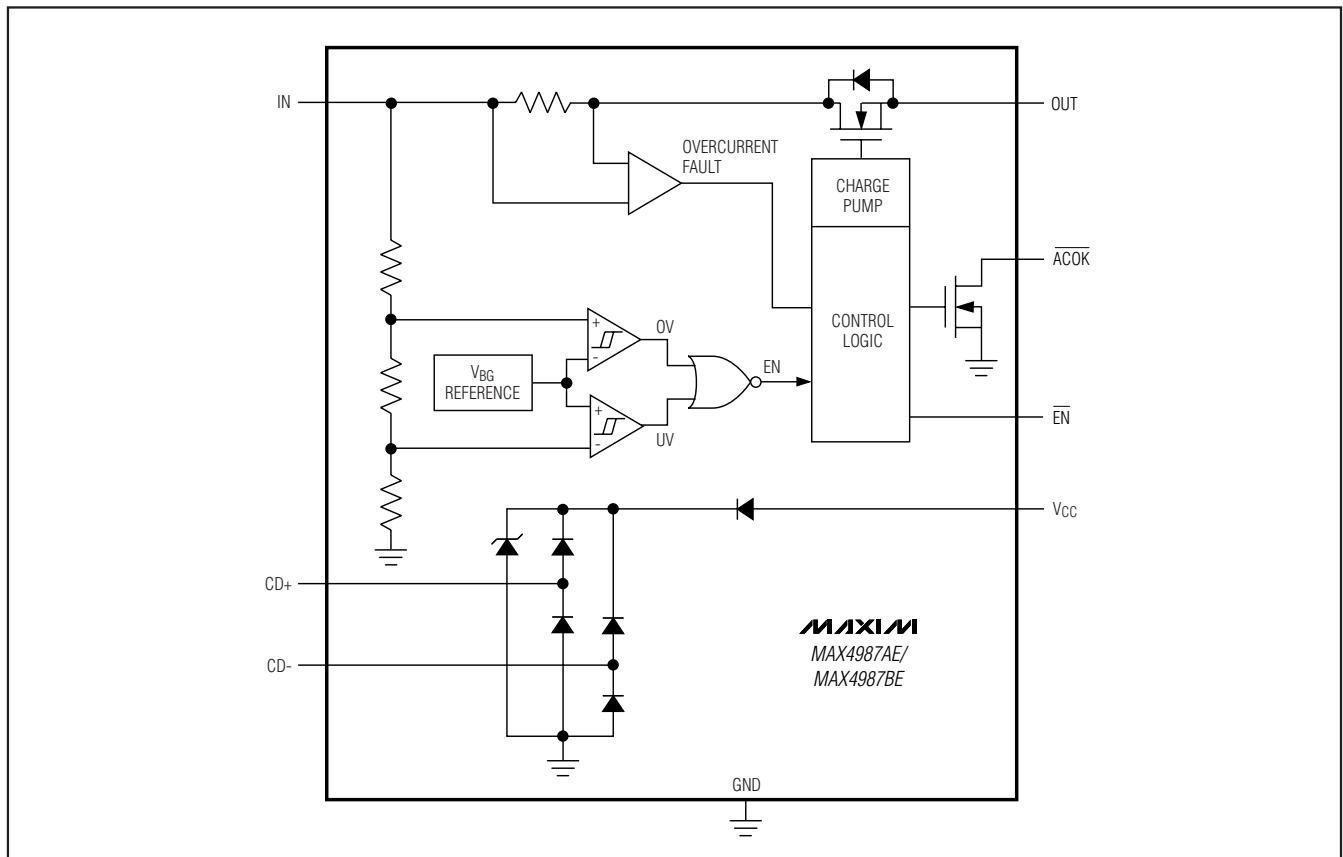 IN
OUT
OVERCURRENT
FAULT
CHARGE
PUMP
ACOK
CONTROL
LOGIC
+
-
OV
VBG
REFERENCE
EN
+
-
UV
EN
VCC
CD+
CD-
MAXIM
MAX4987AE/
MAX4987BE
GND